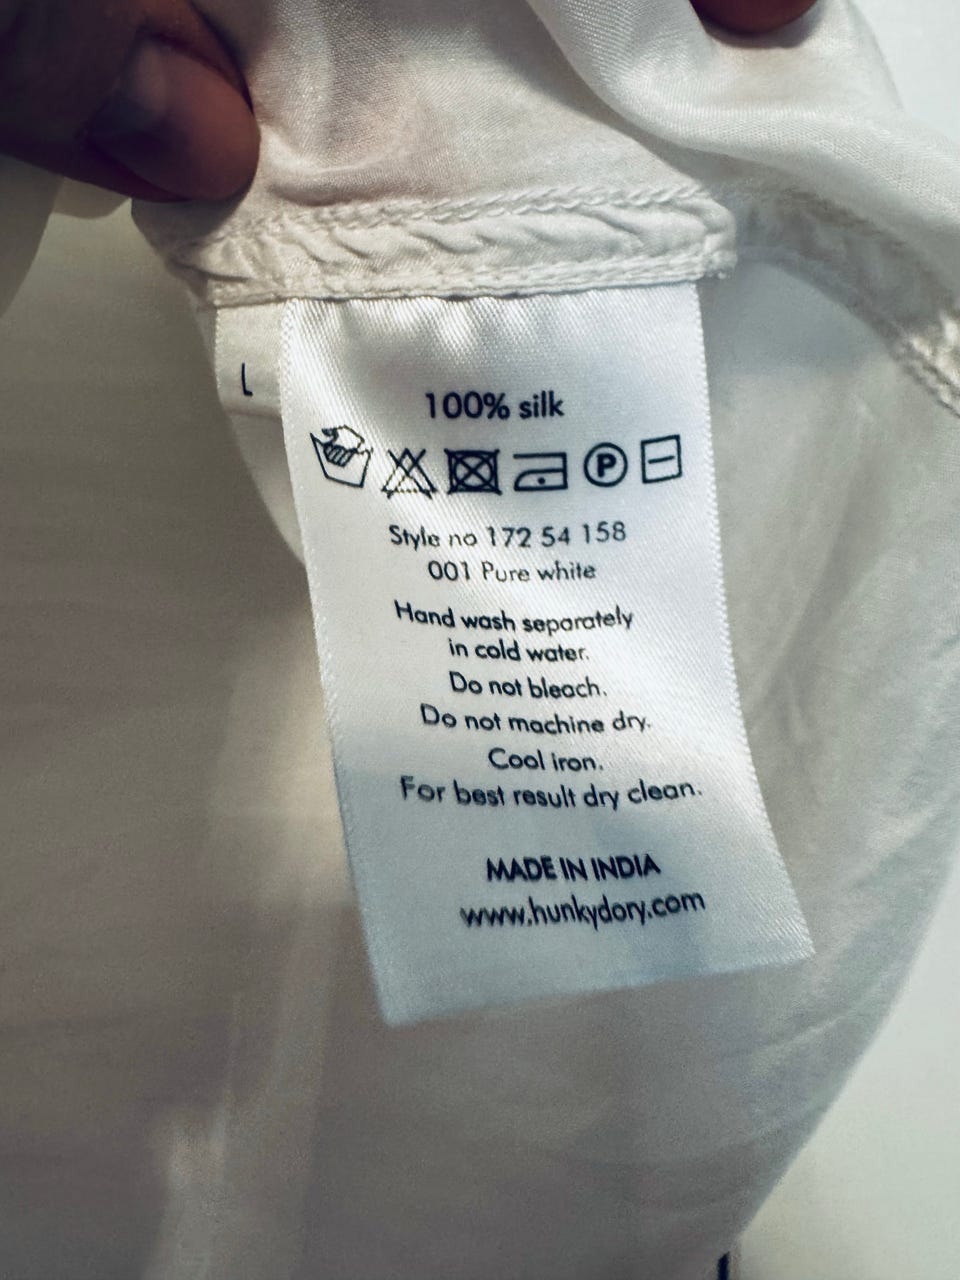 L
100% silk
P
Style no 172 54 158
001 Pure white
Hand wash separately
in cold water.
Do not bleach.
Do not machine dry.
Cool iron.
For best result dry clean.
MADE IN INDIA
www.hunkydory.com